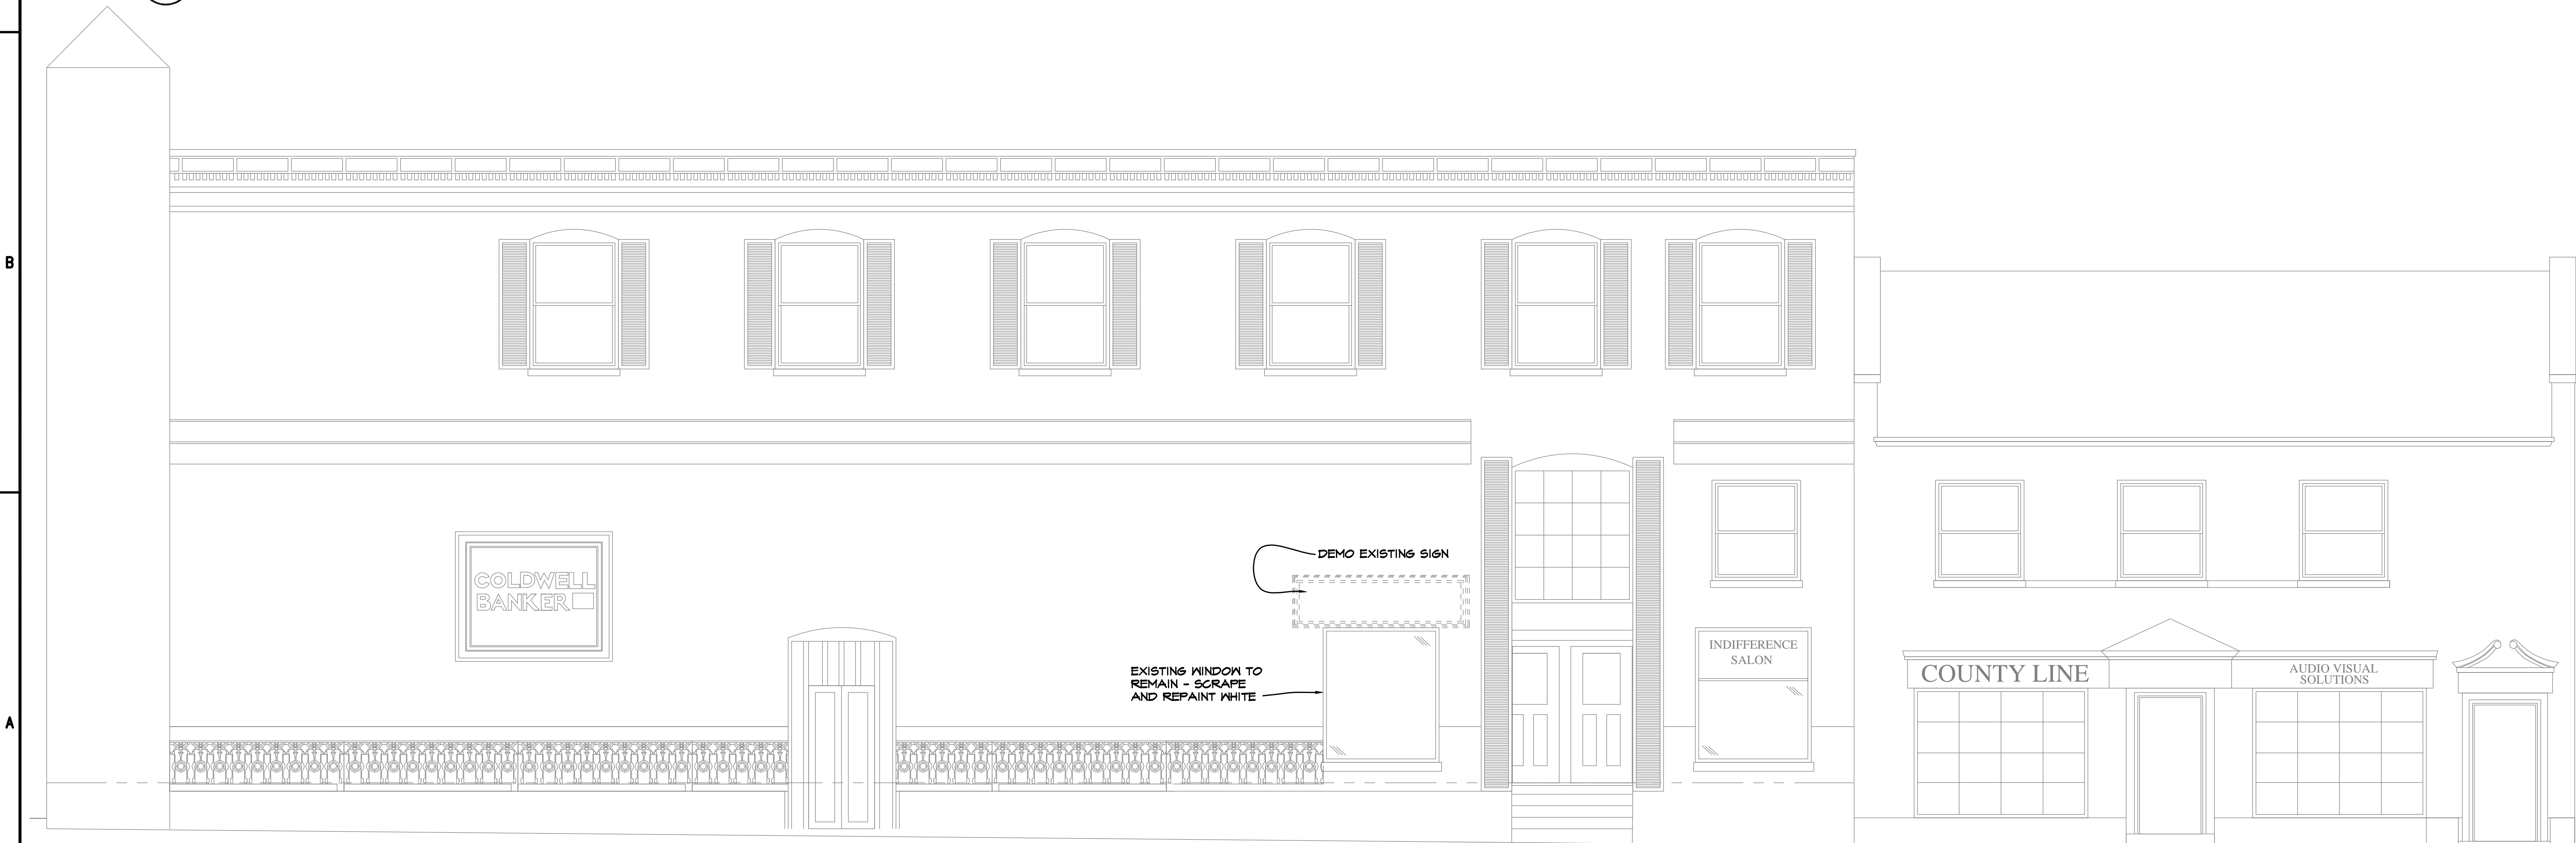 B
DEMO EXISTING SIGN
COLDWELL
BANKER
EXISTING WINDOW TO
REMAIN - SCRAPE
AND REPAINT WHITE
INDIFFERENCE
SALON
COUNTY LINE
AUDIO VISUAL
SOLUTIONS
A